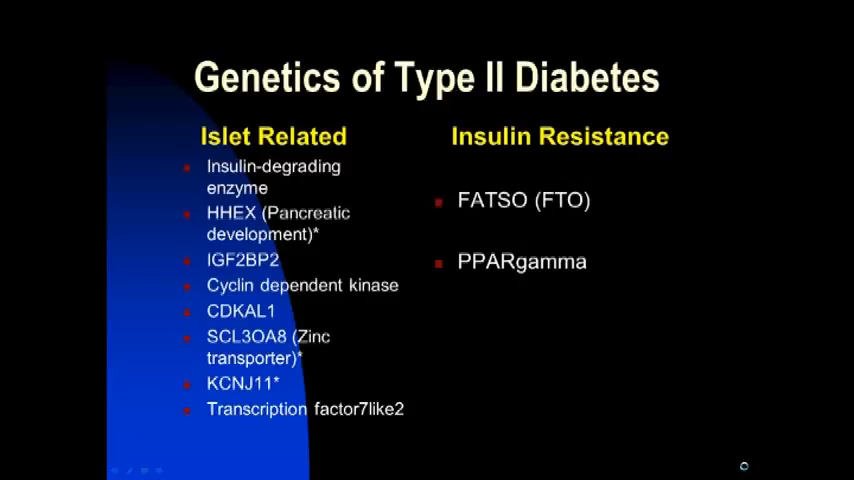 Genetics of Type II Diabetes
Islet Related
Insulin-degrading
enzyme
HHEX (Pancreatic
development)*
IGF2BP2
Cyclin dependent kinase
CDKAL1
SCL3OA8 (Zinc
transporter)*
KCNJ11*
Transcription factor7like2
Insulin Resistance
FATSO (FTO)
PPARgamma